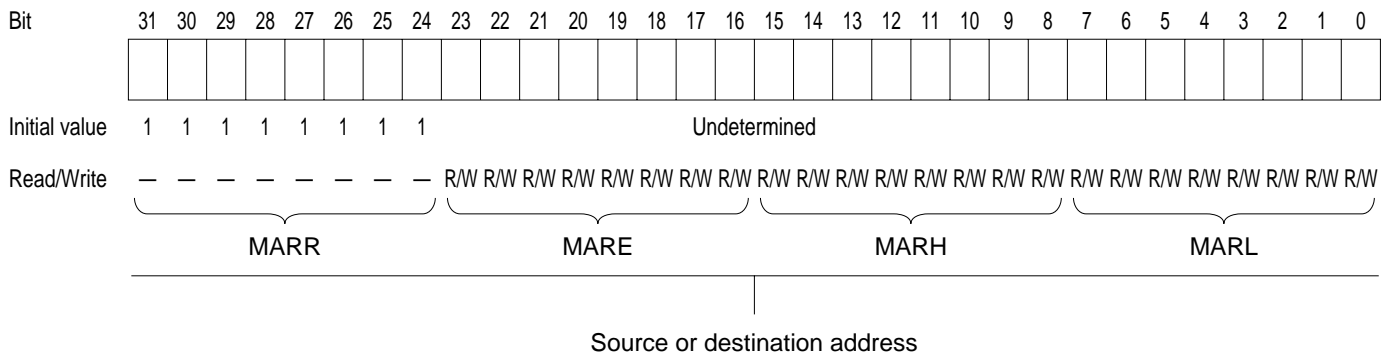 Bit 31 30 29 28 27 26 25 24 23 22 21 20 19 18 17 16 15 14 13 12 11 10 9 8 7 6 5 4 3 2 1 0
Initial value 1 1 1 1 1 1 1 1 Undetermined
Read/Write — — — — — — — — R/W R/W R/W R/W R/W R/W R/W R/W R/W R/W R/W R/W R/W R/W R/W R/W R/W R/W R/W R/W R/W R/W R/W R/W
MARR MARE MARH MARL
Source or destination address